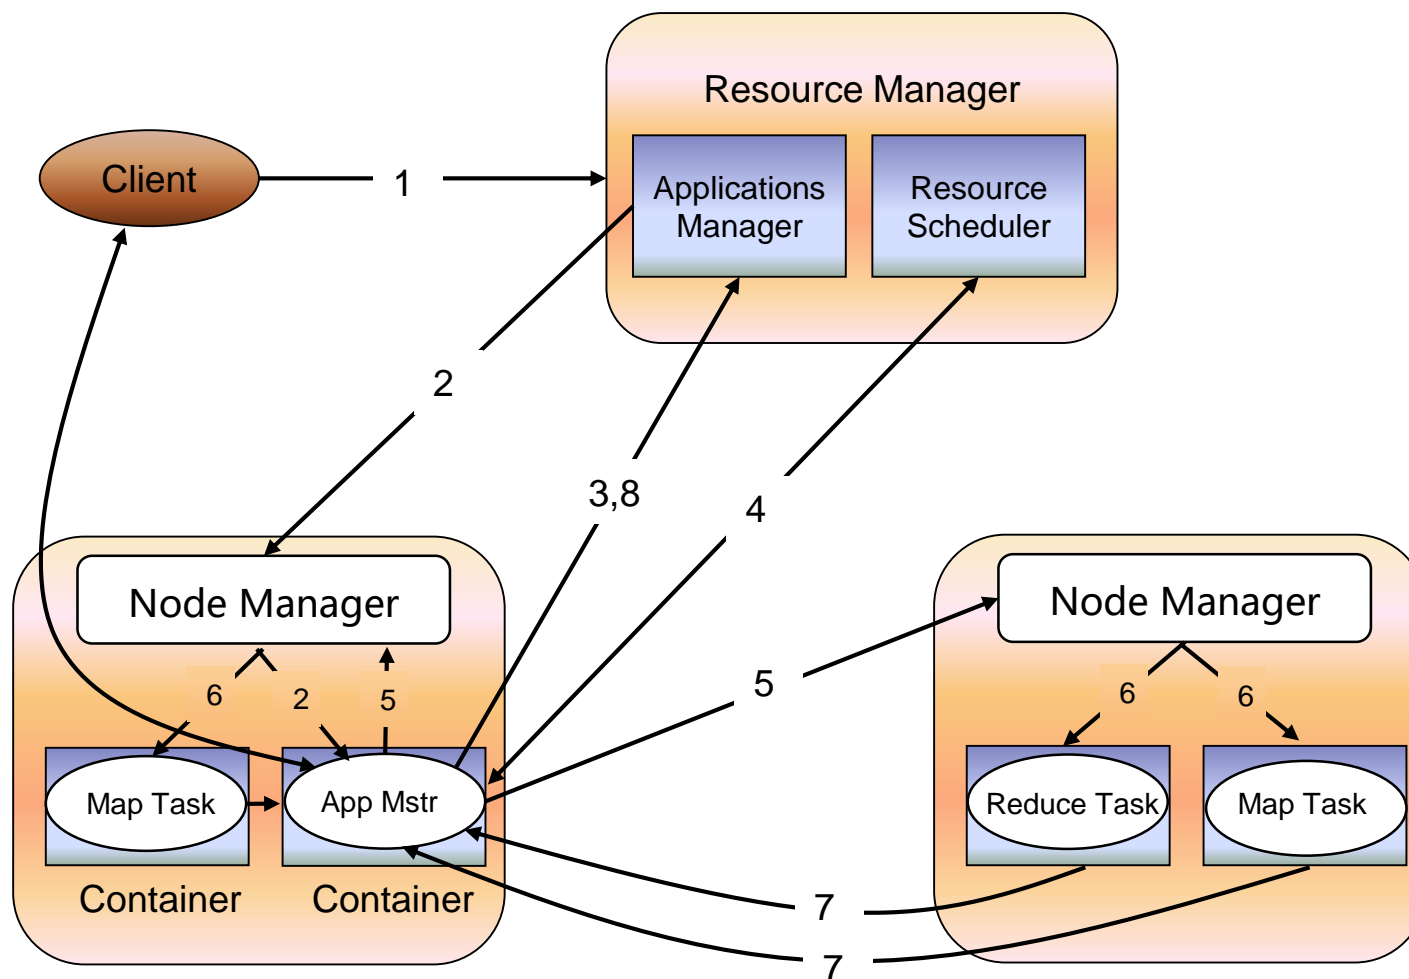 Resource Manager
Client
1
Applications
Manager
Resource
Scheduler
2
3,8
4
Node Manager
6
2
5
Map Task
App Mstr
Container
Container
5
Node Manager
6
6
Reduce Task
Map Task
7
7